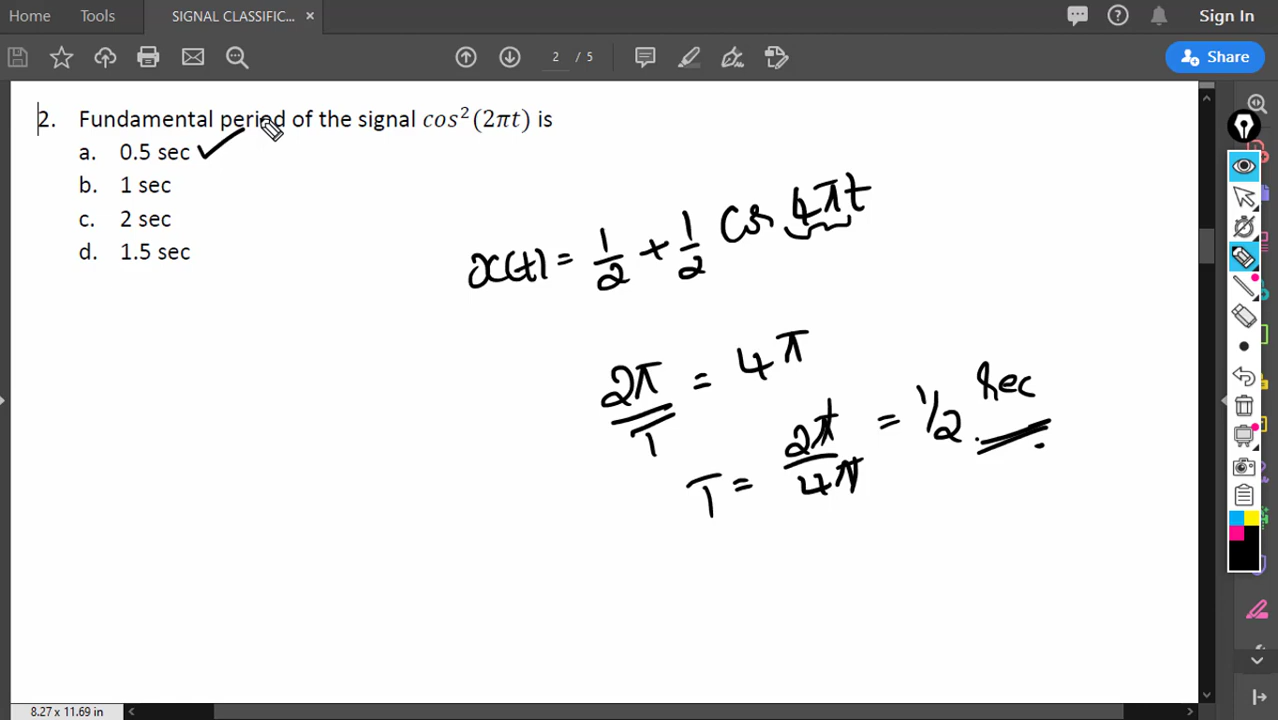 Home Tools SIGNAL CLASSIFIC... × Sign In
2 / 5 Share
2. Fundamental period of the signal cos²(2πt) is
a. 0.5 sec
b. 1 sec
c. 2 sec
d. 1.5 sec
x(t) = 1/2 + 1/2 Cos 4πt
2π/T = 4π
T = 2π/4π = 1/2 sec
8.27 x 11.69 in